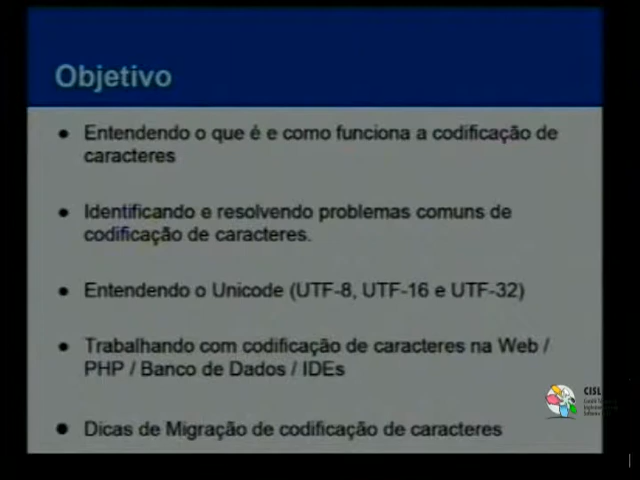 Objetivo
● Entendendo o que é e como funciona a codificação de
caracteres
● Identificando e resolvendo problemas comuns de
codificação de caracteres.
● Entendendo o Unicode (UTF-8, UTF-16 e UTF-32)
● Trabalhando com codificação de caracteres na Web /
PHP / Banco de Dados / IDEs
● Dicas de Migração de codificação de caracteres
CISL